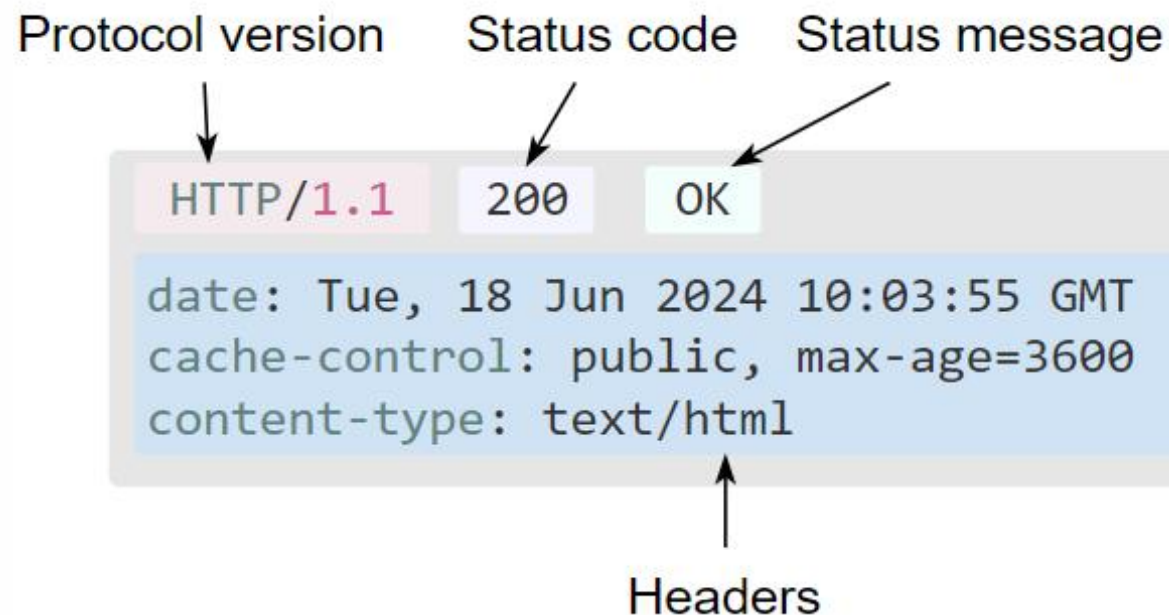 Protocol version Status code Status message
HTTP/1.1 200 OK
date: Tue, 18 Jun 2024 10:03:55 GMT
cache-control: public, max-age=3600
content-type: text/html
Headers